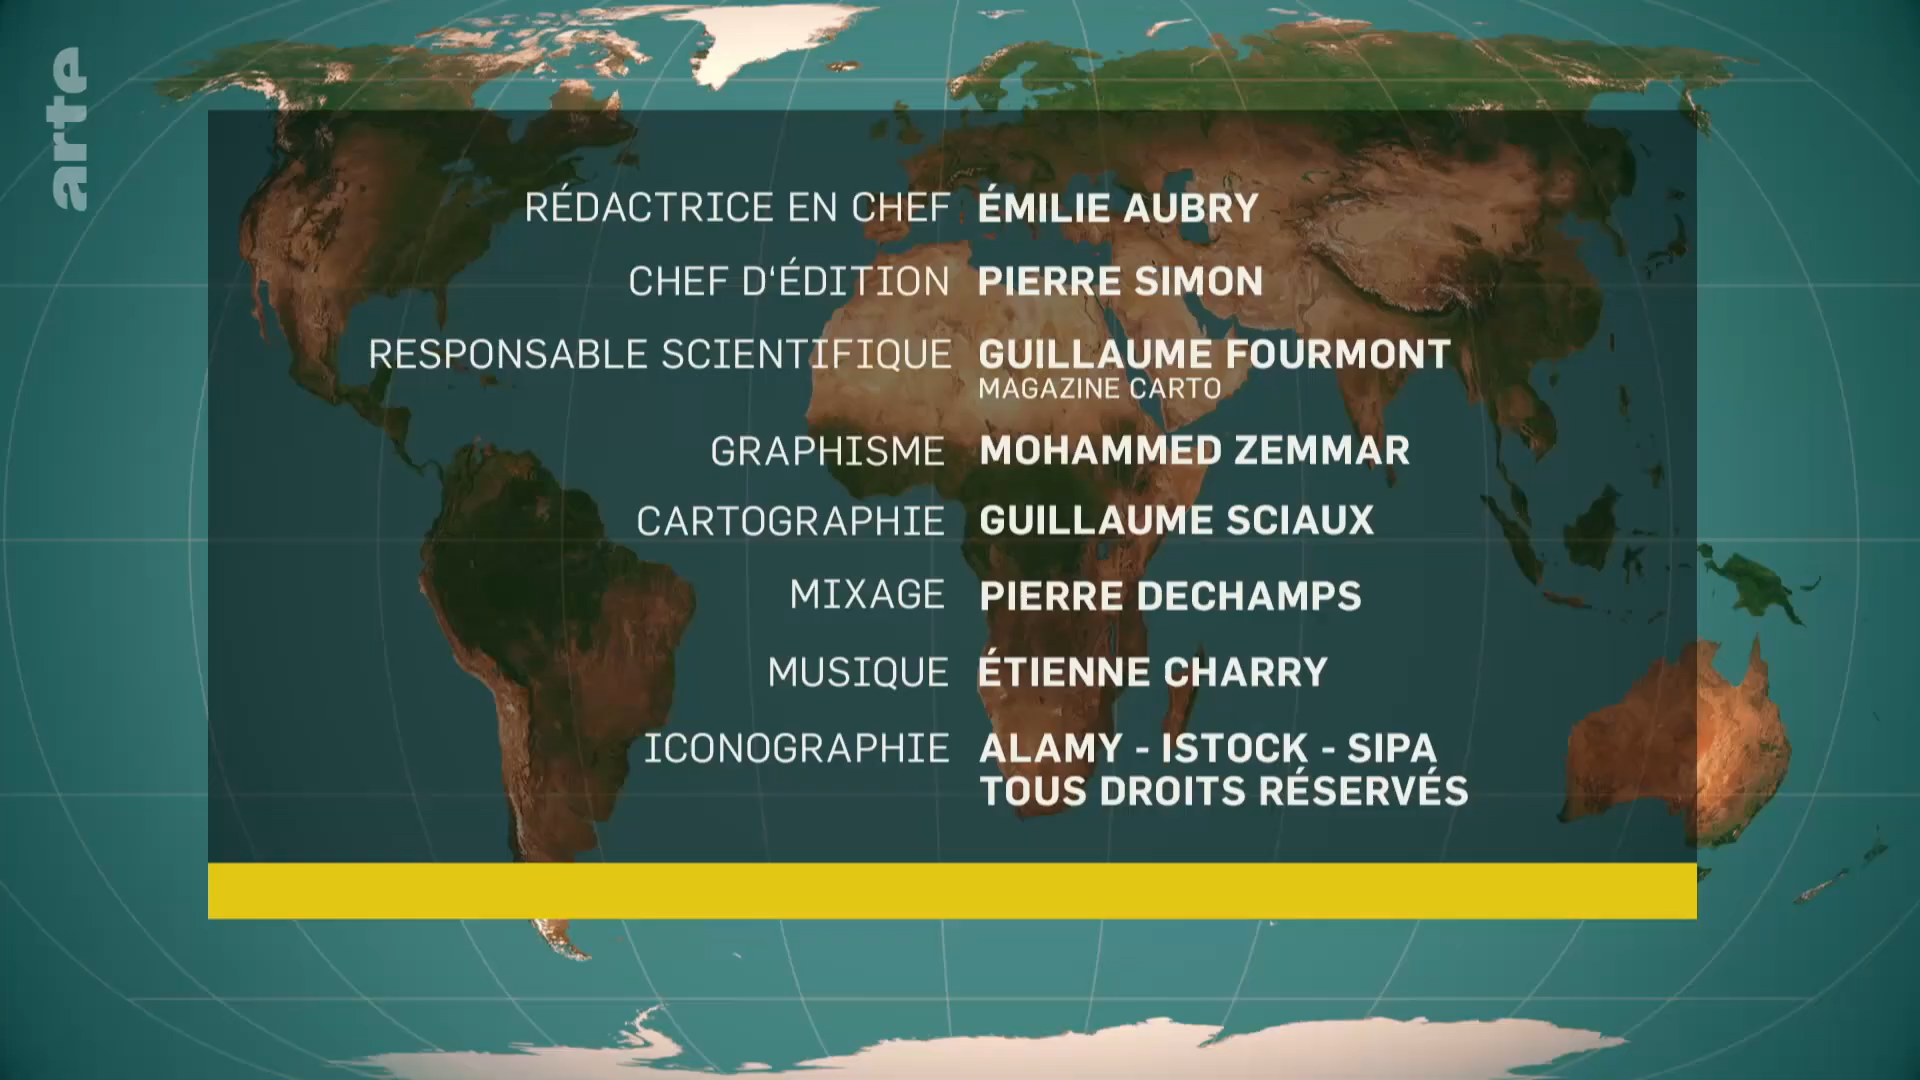 arte
RÉDACTRICE EN CHEF ÉMILIE AUBRY
CHEF D'ÉDITION PIERRE SIMON
RESPONSABLE SCIENTIFIQUE GUILLAUME FOURMONT
MAGAZINE CARTO
GRAPHISME MOHAMMED ZEMMAR
CARTOGRAPHIE GUILLAUME SCIAUX
MIXAGE PIERRE DECHAMPS
MUSIQUE ÉTIENNE CHARRY
ICONOGRAPHIE ALAMY - ISTOCK - SIPA
TOUS DROITS RÉSERVÉS